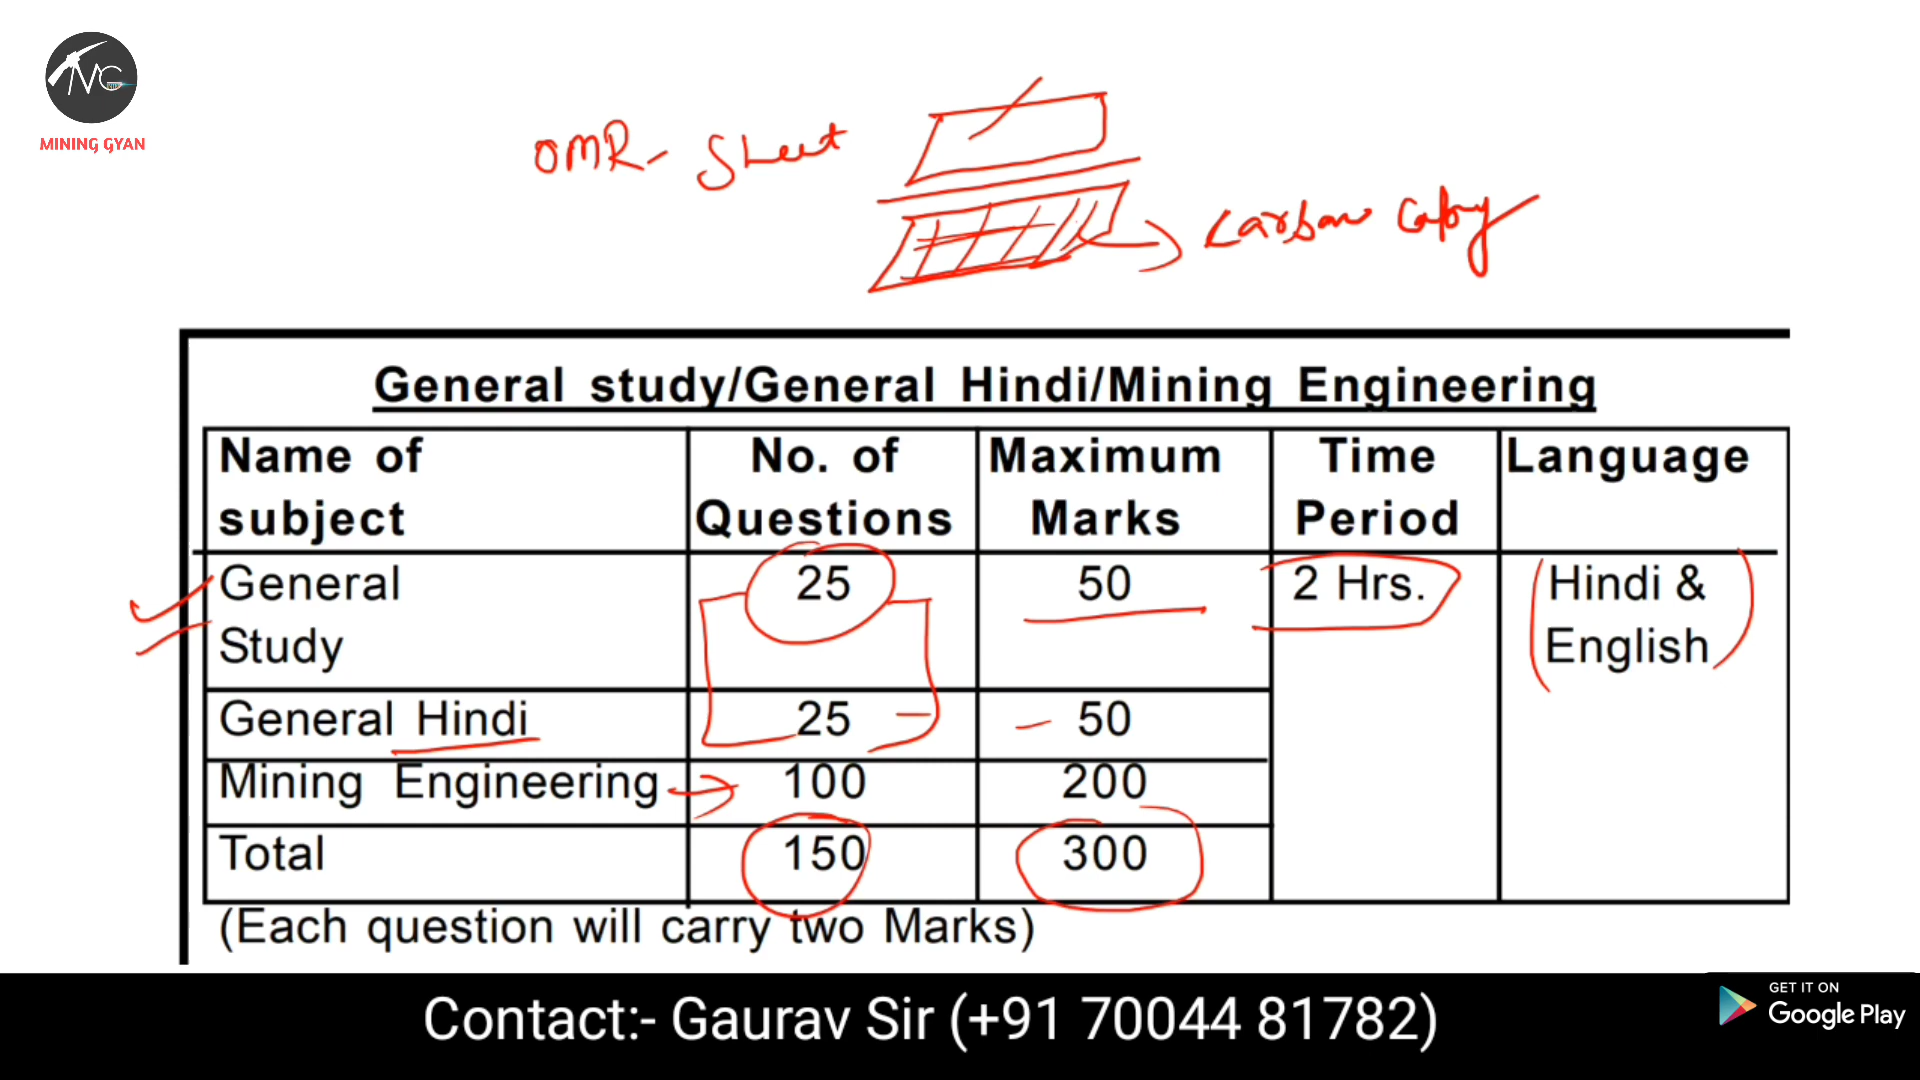 MG
MINING GYAN
OMR - Sheet
Carbon Copy
General study/General Hindi/Mining Engineering
Name of subject No. of Questions Maximum Marks Time Period Language
General Study 25 50 2 Hrs. Hindi & English
General Hindi 25 50
Mining Engineering 100 200
Total 150 300
(Each question will carry two Marks)
Contact:- Gaurav Sir (+91 70044 81782)
GET IT ON
Google Play